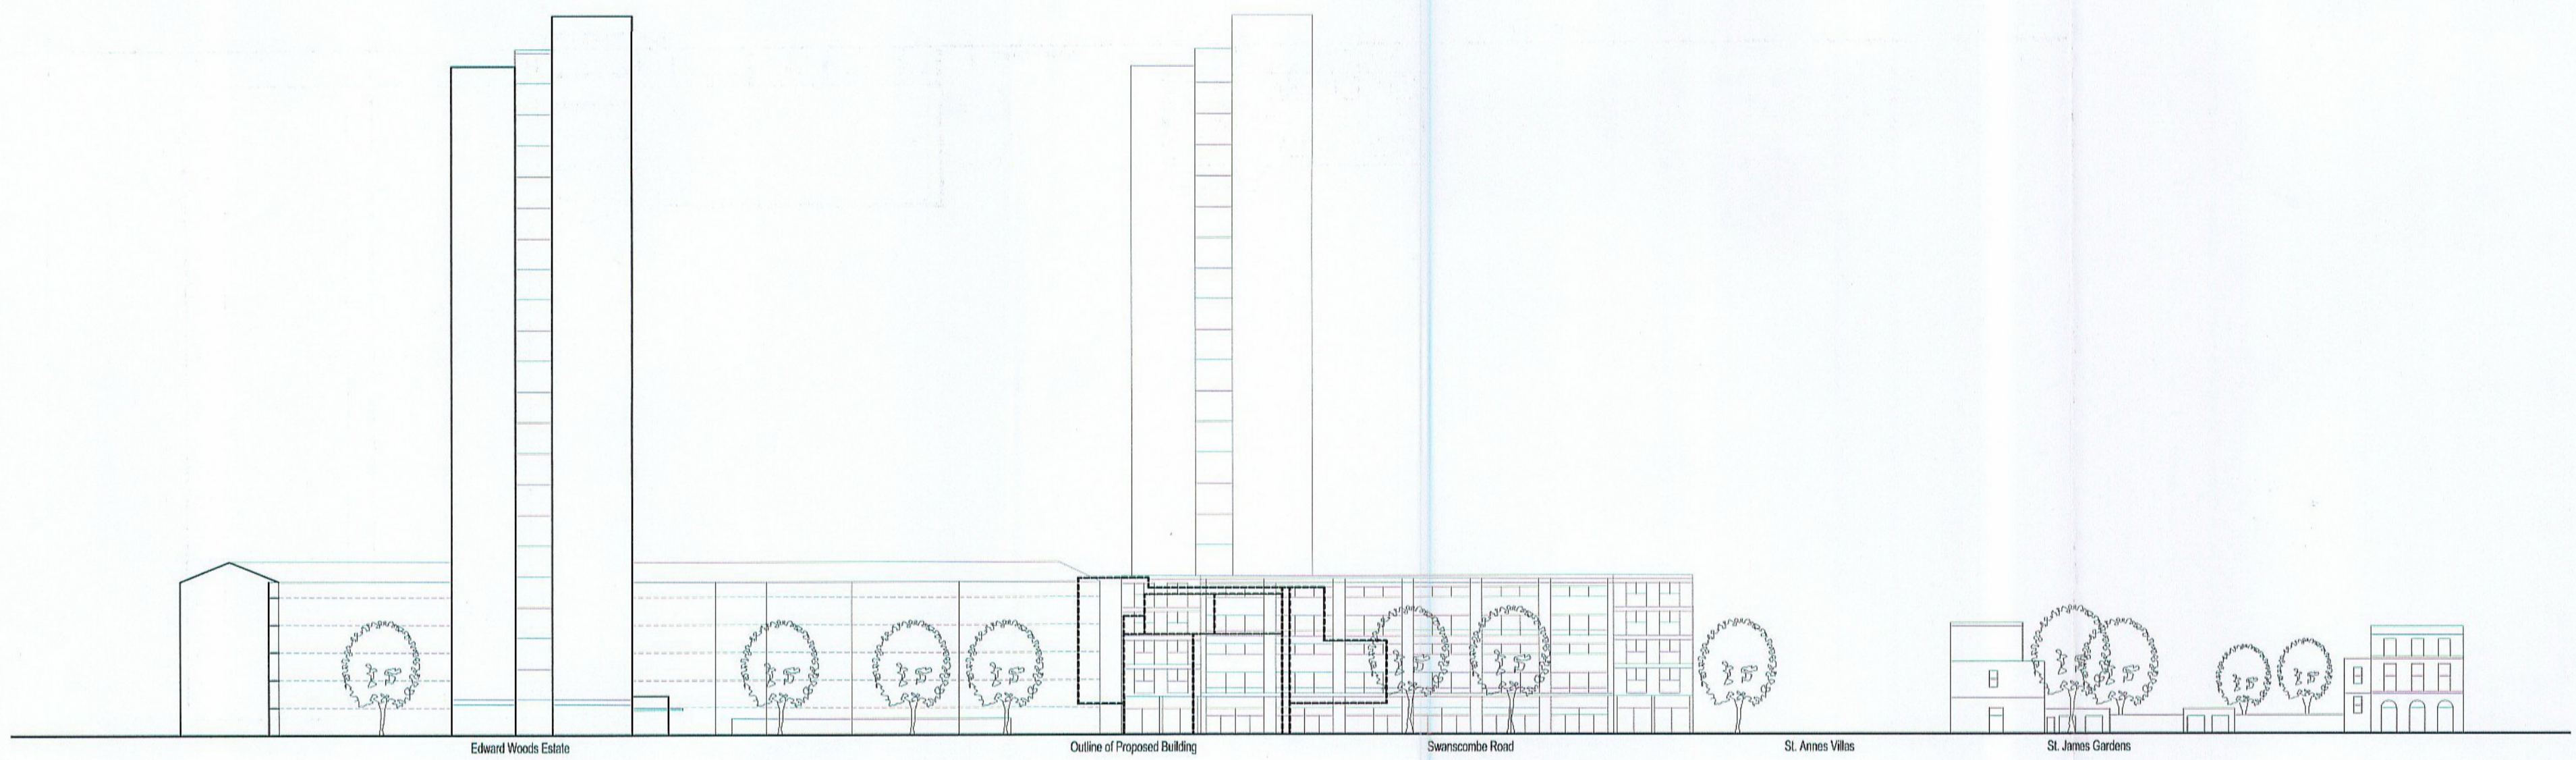 Edward Woods Estate
Outline of Proposed Building
Swanscombe Road
St. Annes Villas
St. James Gardens